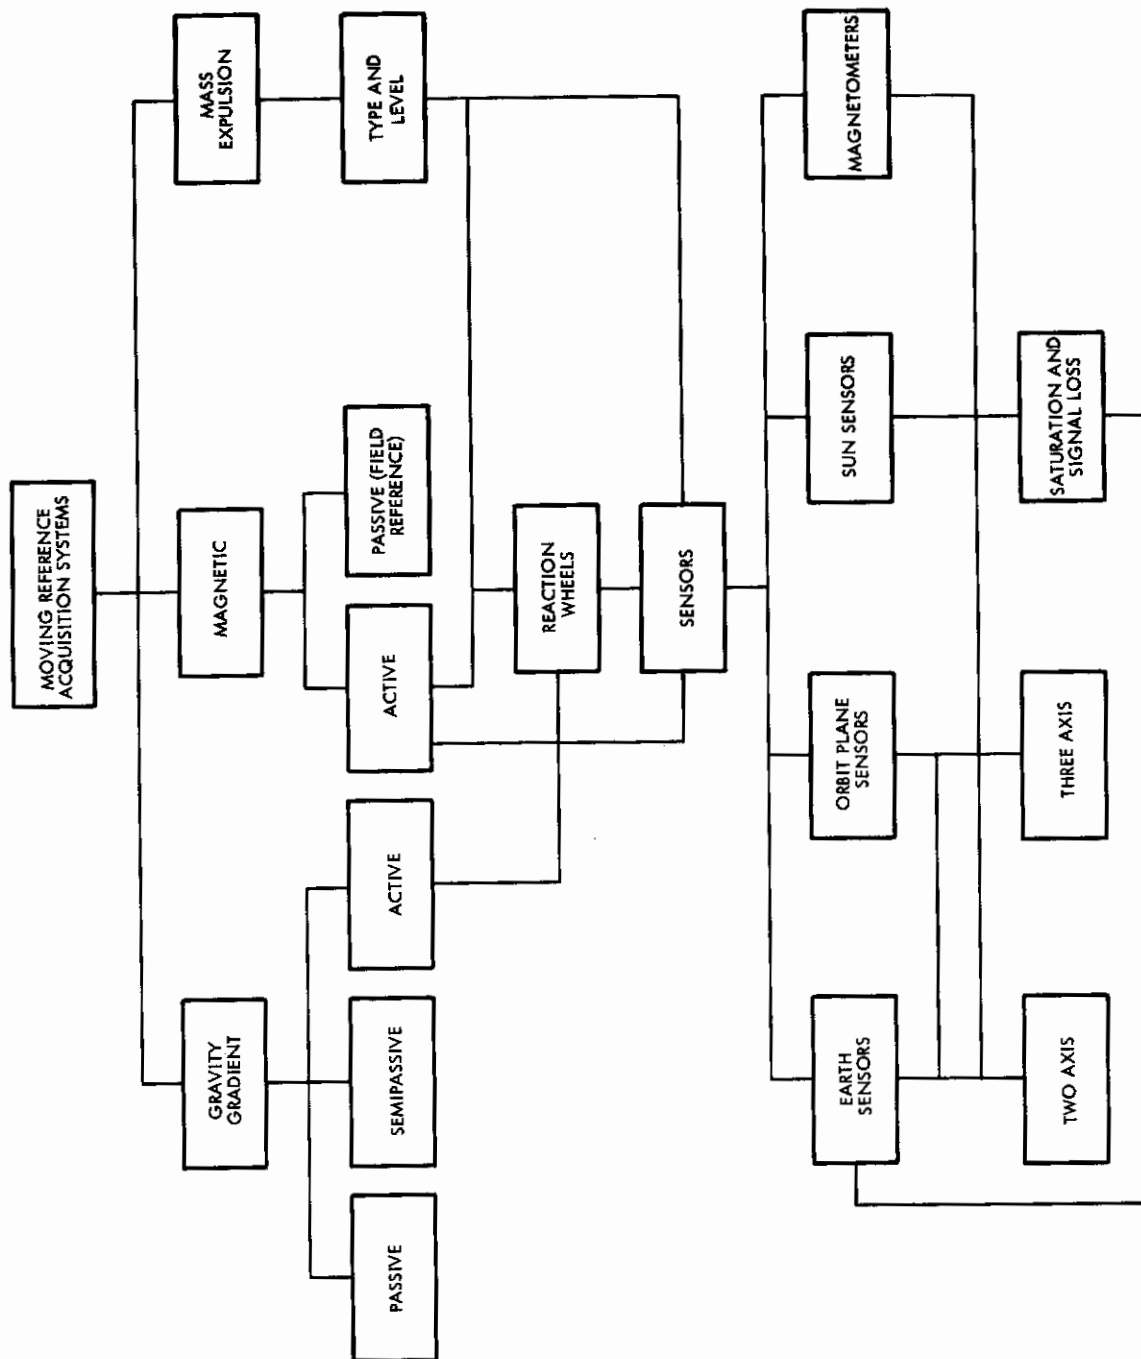 MOVING REFERENCE
ACQUISITION SYSTEMS
GRAVITY
GRADIENT
MAGNETIC
MASS
EXPULSION
PASSIVE
SEMIPASSIVE
ACTIVE
ACTIVE
PASSIVE (FIELD
REFERENCE)
TYPE AND
LEVEL
REACTION
WHEELS
SENSORS
EARTH
SENSORS
ORBIT PLANE
SENSORS
SUN SENSORS
MAGNETOMETERS
TWO AXIS
THREE AXIS
SATURATION AND
SIGNAL LOSS